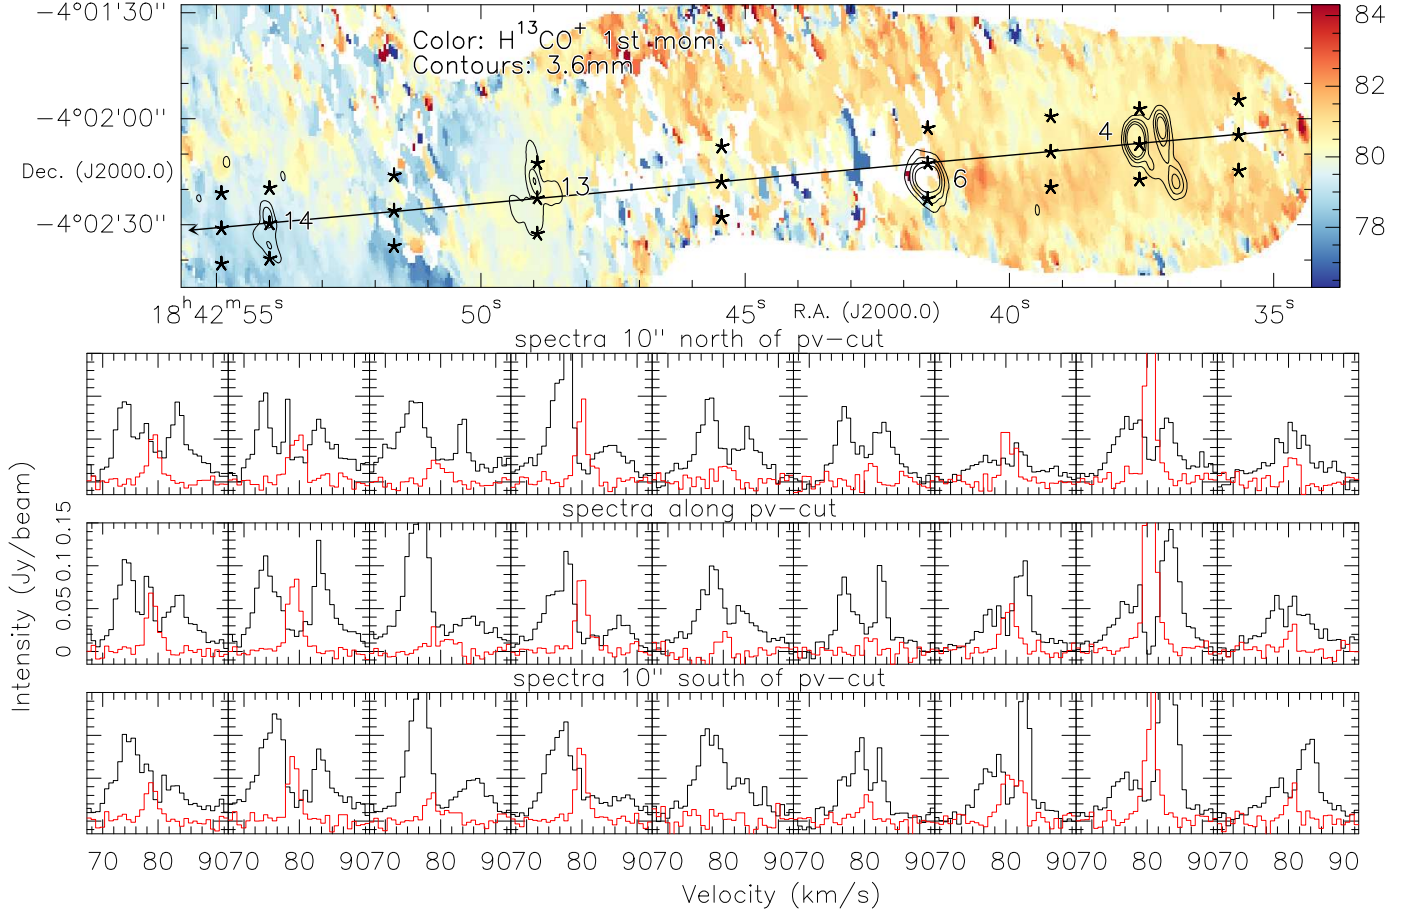 −4°01'30"
84
Color: H¹³CO⁺ 1st mom.
Contours: 3.6mm
82
−4°02'00"
4
80
Dec. (J2000.0)
6
13
14
−4°02'30"
78
18ʰ42ᵐ55ˢ 50ˢ 45ˢ R.A. (J2000.0) 40ˢ 35ˢ
spectra 10" north of pv−cut
spectra along pv−cut
Intensity (Jy/beam)
0 0.05 0.1 0.15
spectra 10" south of pv−cut
70 80 9070 80 9070 80 9070 80 9070 80 9070 80 9070 80 9070 80 9070 80 90
Velocity (km/s)